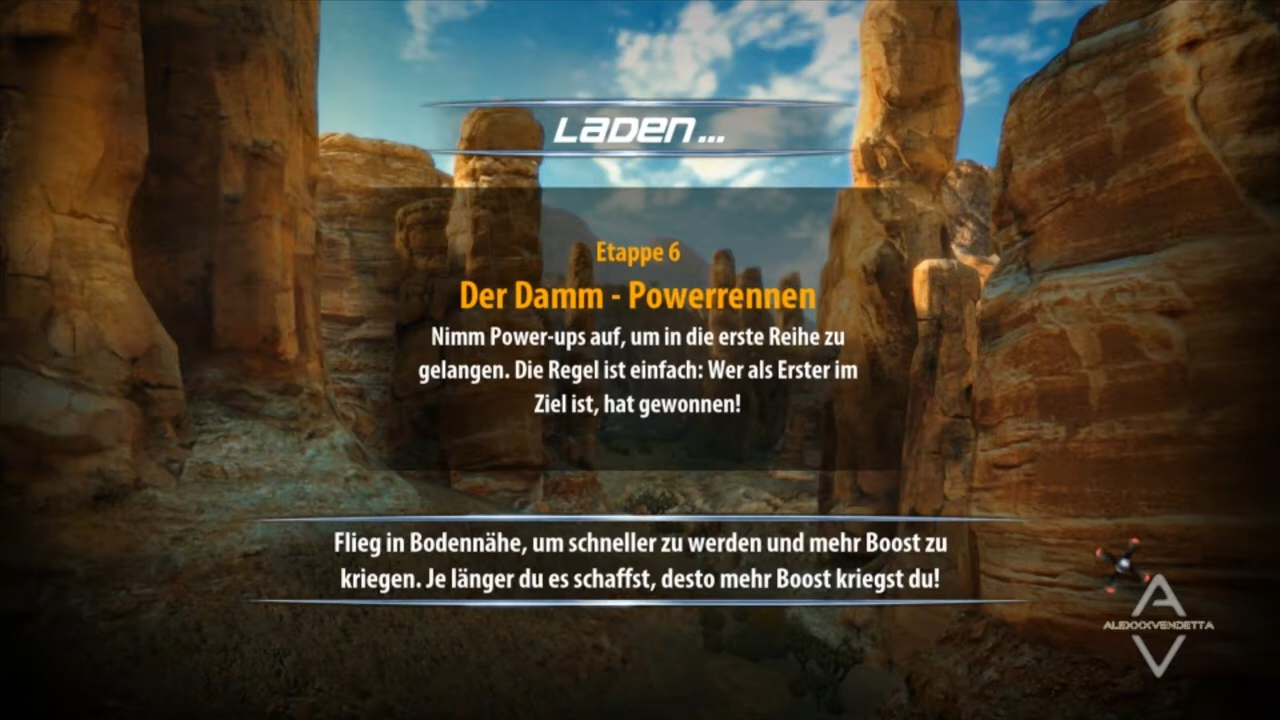 LADEN...
Etappe 6
Der Damm - Powerrennen
Nimm Power-ups auf, um in die erste Reihe zu
gelangen. Die Regel ist einfach: Wer als Erster im
Ziel ist, hat gewonnen!
Flieg in Bodennähe, um schneller zu werden und mehr Boost zu
kriegen. Je länger du es schaffst, desto mehr Boost kriegst du!
ALEXXXVENDETTA